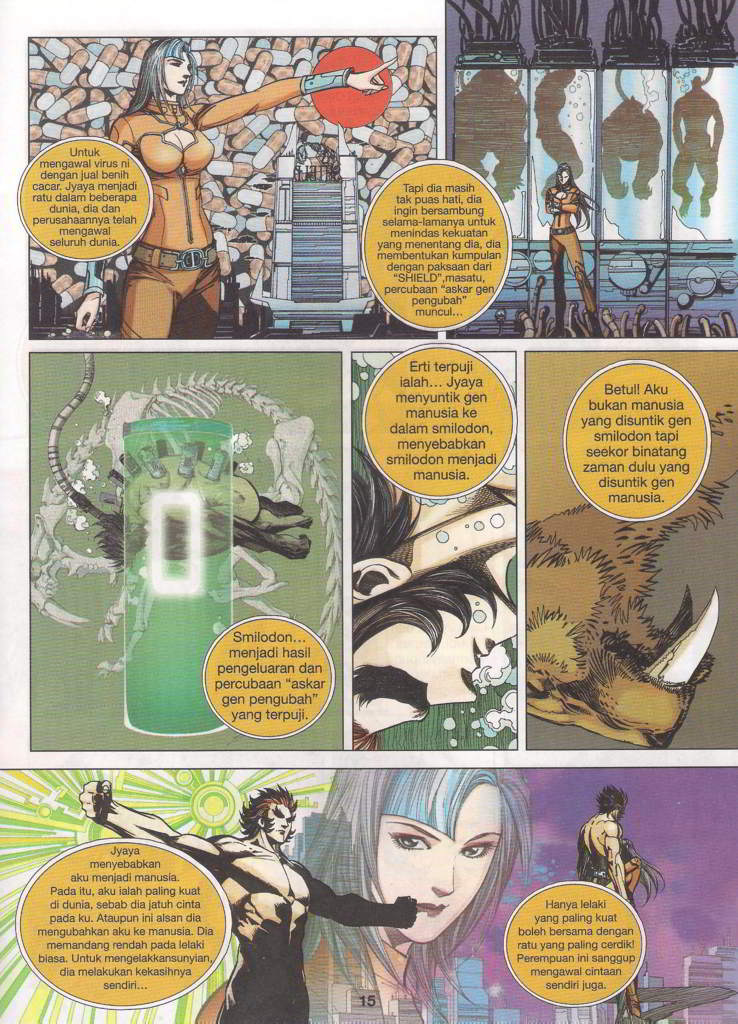 Untuk
mengawal virus ni
dengan jual benih
cacar. Jyaya menjadi
ratu dalam beberapa
dunia, dia dan
perusahaannya telah
mengawal
seluruh dunia.
Tapi dia masih
tak puas hati, dia
ingin bersambung
selama-lamanya untuk
menindas kekuatan
yang menentang dia, dia
membentukan kumpulan
dengan paksaan dari
“SHIELD”,masatu,
percubaan “askar gen
pengubah”
muncul...
Smilodon...
menjadi hasil
pengeluaran dan
percubaan “askar
gen pengubah”
yang terpuji.
Erti terpuji
ialah... Jyaya
menyuntik gen
manusia ke
dalam smilodon,
menyebabkan
smilodon menjadi
manusia.
Betul! Aku
bukan manusia
yang disuntik gen
smilodon tapi
seekor binatang
zaman dulu yang
disuntik gen
manusia.
Jyaya
menyebabkan
aku menjadi manusia.
Pada itu, aku ialah paling kuat
di dunia, sebab dia jatuh cinta
pada ku. Ataupun ini alsan dia
mengubahkan aku ke manusia. Dia
memandang rendah pada lelaki
biasa. Untuk mengelakkansunyian,
dia melakukan kekasihnya
sendiri...
Hanya lelaki
yang paling kuat
boleh bersama dengan
ratu yang paling cerdik!
Perempuan ini sanggup
mengawal cintaan
sendiri juga.
15